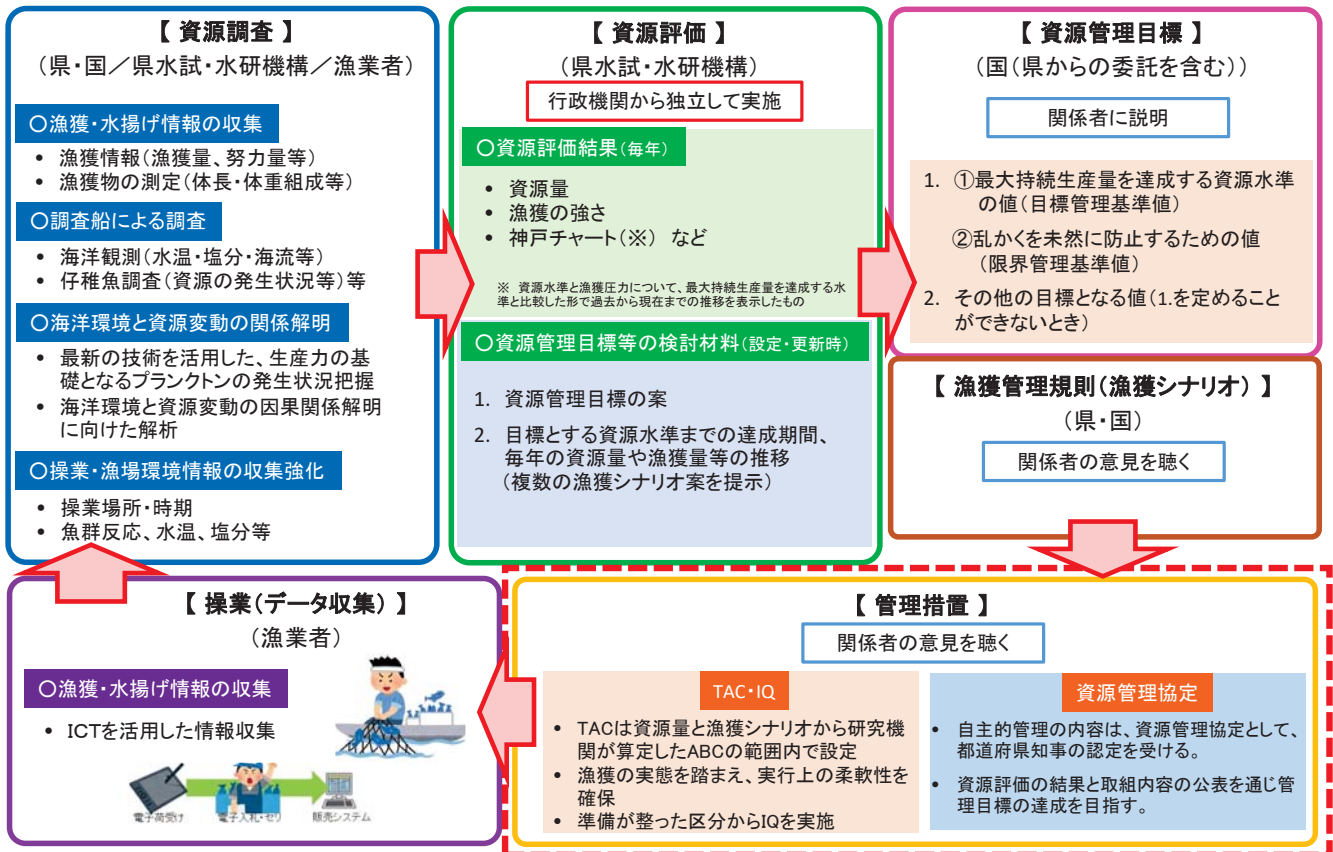 【 資源調査 】
(県・国／県水試・水研機構／漁業者)
〇漁獲・水揚げ情報の収集
• 漁獲情報(漁獲量、努力量等)
• 漁獲物の測定(体長・体重組成等)
〇調査船による調査
• 海洋観測(水温・塩分・海流等)
• 仔稚魚調査(資源の発生状況等)等
〇海洋環境と資源変動の関係解明
• 最新の技術を活用した、生産力の基
礎となるプランクトンの発生状況把握
• 海洋環境と資源変動の因果関係解明
に向けた解析
〇操業・漁場環境情報の収集強化
• 操業場所・時期
• 魚群反応、水温、塩分等
【 資源評価 】
(県水試・水研機構)
行政機関から独立して実施
〇資源評価結果(毎年)
• 資源量
• 漁獲の強さ
• 神戸チャート(※) など
※ 資源水準と漁獲圧力について、最大持続生産量を達成する水
準と比較した形で過去から現在までの推移を表示したもの
〇資源管理目標等の検討材料(設定・更新時)
1. 資源管理目標の案
2. 目標とする資源水準までの達成期間、
毎年の資源量や漁獲量等の推移
(複数の漁獲シナリオ案を提示)
【 資源管理目標 】
(国(県からの委託を含む))
関係者に説明
1. ①最大持続生産量を達成する資源水準
の値(目標管理基準値)
②乱かくを未然に防止するための値
(限界管理基準値)
2. その他の目標となる値(1.を定めること
ができないとき)
【 漁獲管理規則(漁獲シナリオ) 】
(県・国)
関係者の意見を聴く
【 管理措置 】
関係者の意見を聴く
TAC・IQ
• TACは資源量と漁獲シナリオから研究機
関が算定したABCの範囲内で設定
• 漁獲の実態を踏まえ、実行上の柔軟性を
確保
• 準備が整った区分からIQを実施
資源管理協定
• 自主的管理の内容は、資源管理協定として、
都道府県知事の認定を受ける。
• 資源評価の結果と取組内容の公表を通じ管
理目標の達成を目指す。
【 操業(データ収集) 】
(漁業者)
〇漁獲・水揚げ情報の収集
• ICTを活用した情報収集
電子荷受け
電子入札・セリ
販売システム